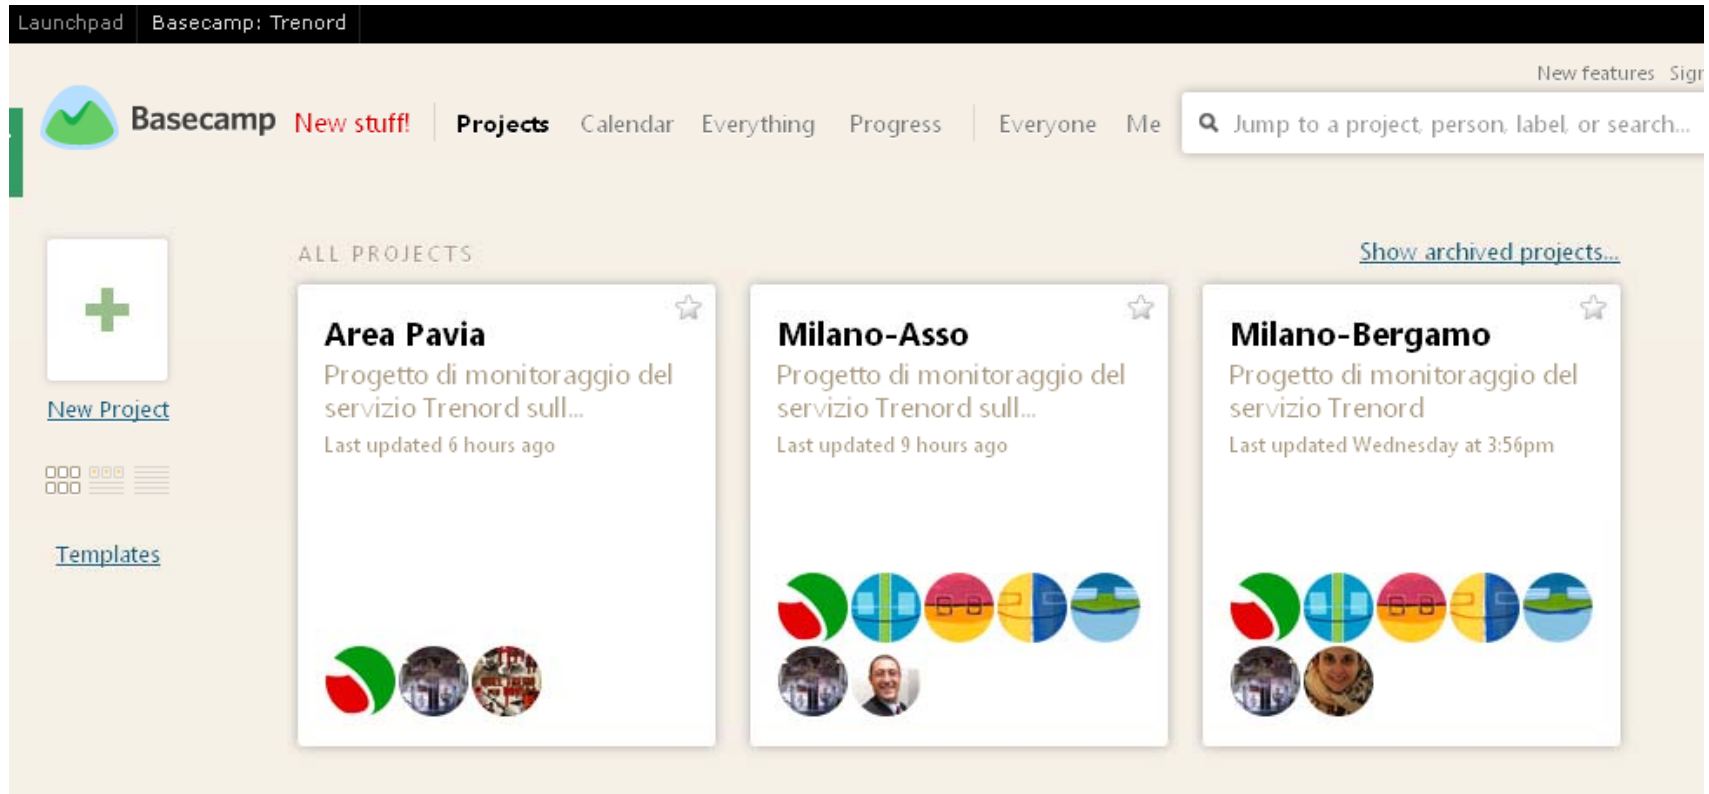 Launchpad
Basecamp: Trenord
New features
Basecamp
New stuff!
Projects
Calendar
Everything
Progress
Everyone
Me
Jump to a project, person, label, or search...
ALL PROJECTS
Show archived projects...
New Project
Templates
Area Pavia
Progetto di monitoraggio del
servizio Trenord sull...
Last updated 6 hours ago
Milano-Asso
Progetto di monitoraggio del
servizio Trenord sull...
Last updated 9 hours ago
Milano-Bergamo
Progetto di monitoraggio del
servizio Trenord
Last updated Wednesday at 3:56pm